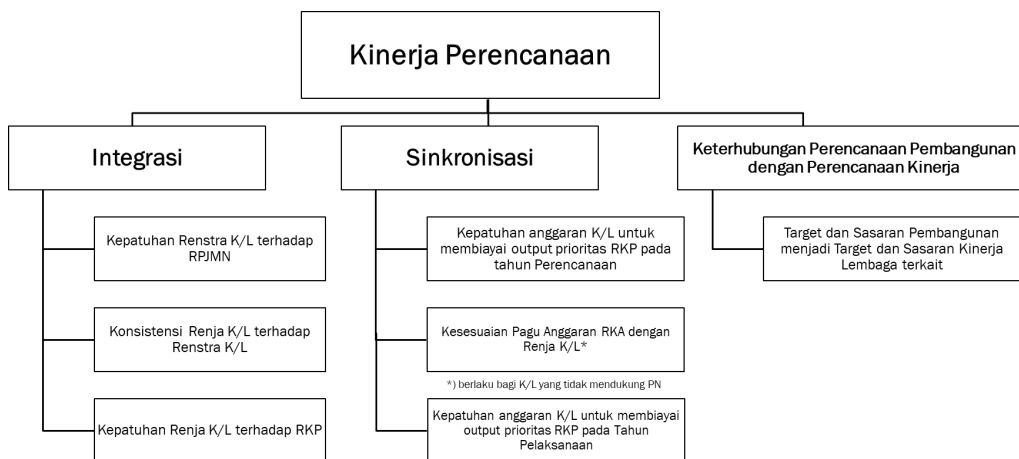 Kinerja Perencanaan
Integrasi
Kepatuhan Renstra K/L terhadap
RPJMN
Konsistensi Renja K/L terhadap
Renstra K/L
Kepatuhan Renja K/L terhadap RKP
Sinkronisasi
Kepatuhan anggaran K/L untuk
membiayai output prioritas RKP pada
tahun Perencanaan
Kesesuaian Pagu Anggaran RKA dengan
Renja K/L*
*) berlaku bagi K/L yang tidak mendukung PN
Kepatuhan anggaran K/L untuk membiayai
output prioritas RKP pada Tahun
Pelaksanaan
Keterhubungan Perencanaan Pembangunan
dengan Perencanaan Kinerja
Target dan Sasaran Pembangunan
menjadi Target dan Sasaran Kinerja
Lembaga terkait